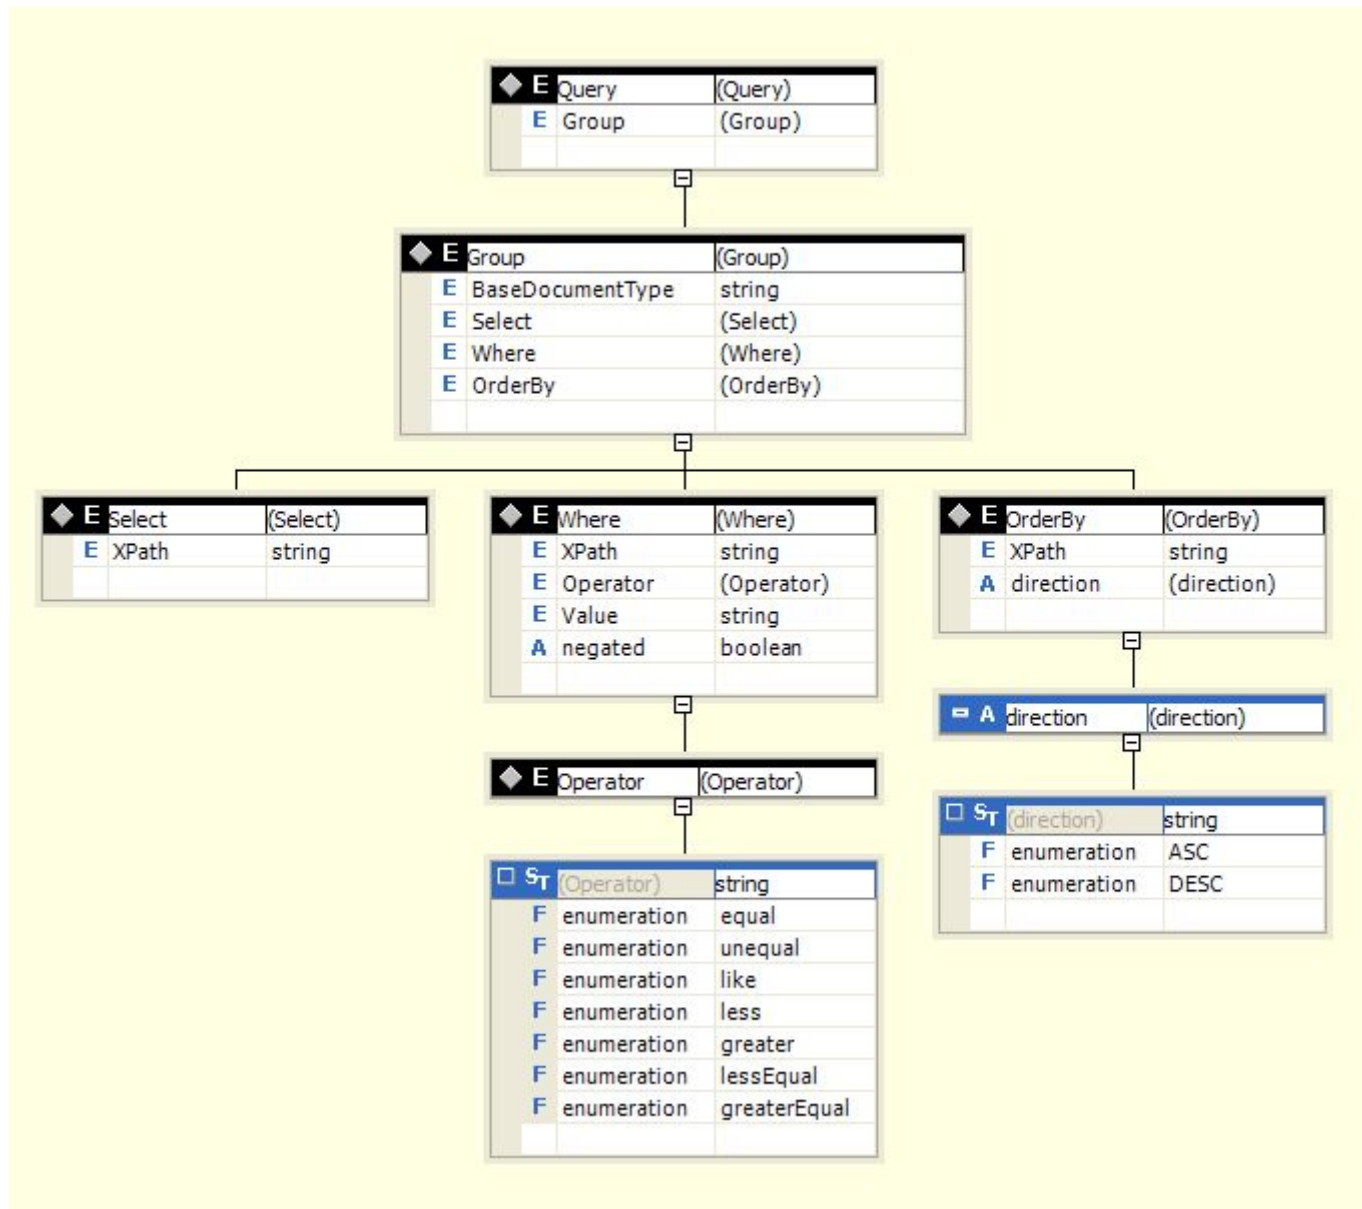 E Query (Query)
E Group (Group)
E Group (Group)
E BaseDocumentType string
E Select (Select)
E Where (Where)
E OrderBy (OrderBy)
E Select (Select)
E XPath string
E Where (Where)
E XPath string
E Operator (Operator)
E Value string
A negated boolean
E OrderBy (OrderBy)
E XPath string
A direction (direction)
E Operator (Operator)
ST (Operator) string
F enumeration equal
F enumeration unequal
F enumeration like
F enumeration less
F enumeration greater
F enumeration lessEqual
F enumeration greaterEqual
A direction (direction)
ST (direction) string
F enumeration ASC
F enumeration DESC